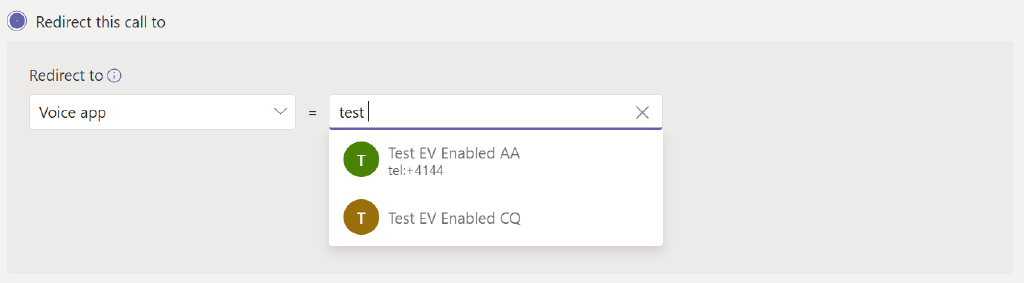 Redirect this call to
Redirect to
Voice app = test
T Test EV Enabled AA
tel:+4144
T Test EV Enabled CQ